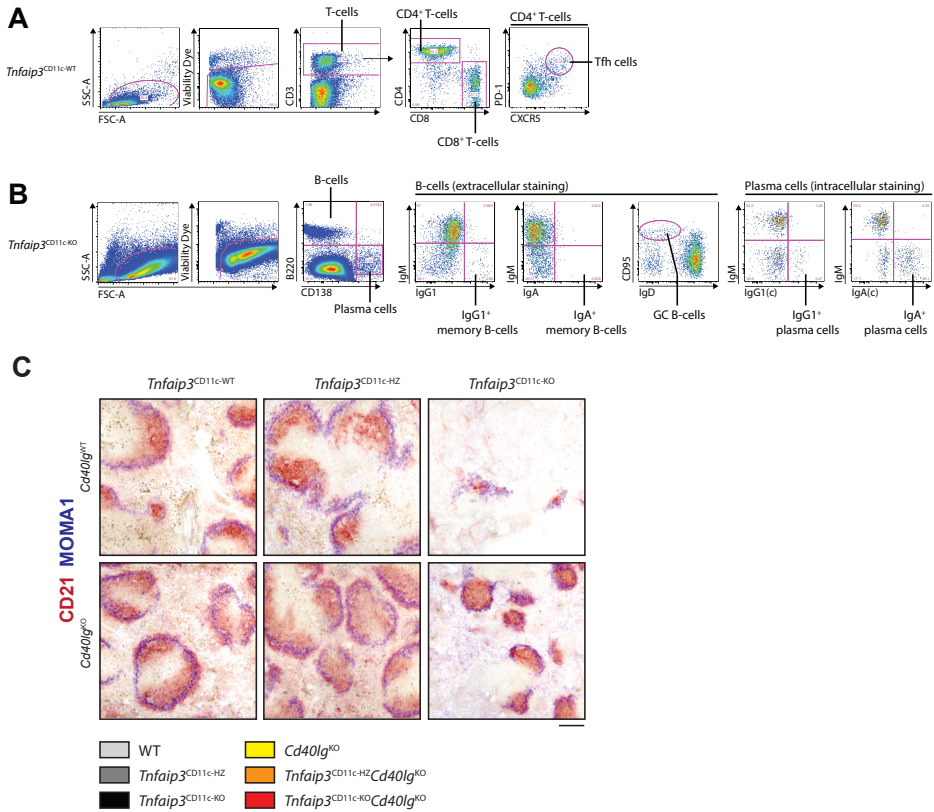 A
Tnfaip3CD11c-WT
SSC-A
FSC-A
Viability Dye
T-cells
CD3
CD4+ T-cells
CD4
CD8
CD8+ T-cells
CD4+ T-cells
PD-1
CXCR5
Tfh cells
B
Tnfaip3CD11c-KO
SSC-A
FSC-A
Viability Dye
B-cells
B220
CD138
Plasma cells
B-cells (extracellular staining)
IgM
IgG1
IgG1+
memory B-cells
IgM
IgA
IgA+
memory B-cells
CD95
IgD
GC B-cells
Plasma cells (intracellular staining)
IgM
IgG1(c)
IgG1+
plasma cells
IgM
IgA(c)
IgA+
plasma cells
C
Tnfaip3CD11c-WT
Tnfaip3CD11c-HZ
Tnfaip3CD11c-KO
CD21 MOMA1
Cd40lgWT
Cd40lgKO
WT
Tnfaip3CD11c-HZ
Tnfaip3CD11c-KO
Cd40lgKO
Tnfaip3CD11c-HZCd40lgKO
Tnfaip3CD11c-KOCd40lgKO